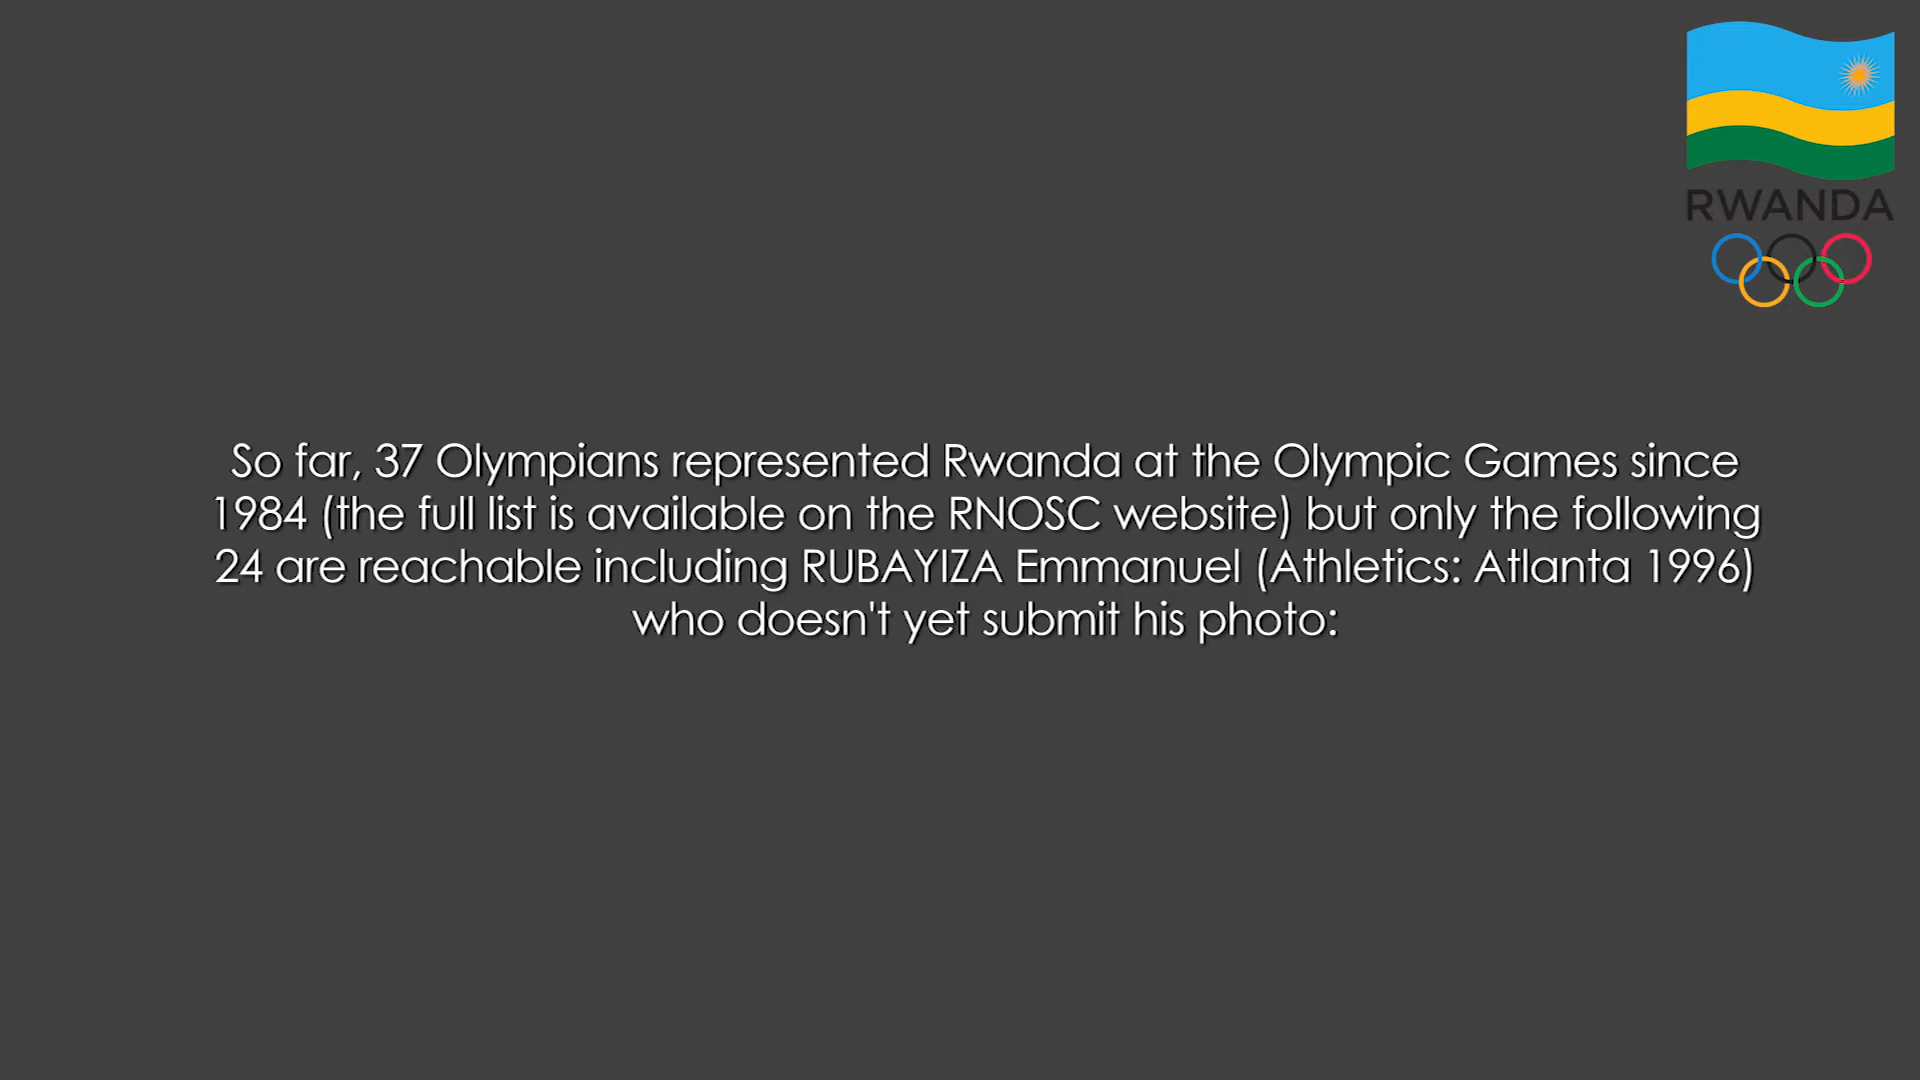 RWANDA
So far, 37 Olympians represented Rwanda at the Olympic Games since
1984 (the full list is available on the RNOSC website) but only the following
24 are reachable including RUBAYIZA Emmanuel (Athletics: Atlanta 1996)
who doesn't yet submit his photo: